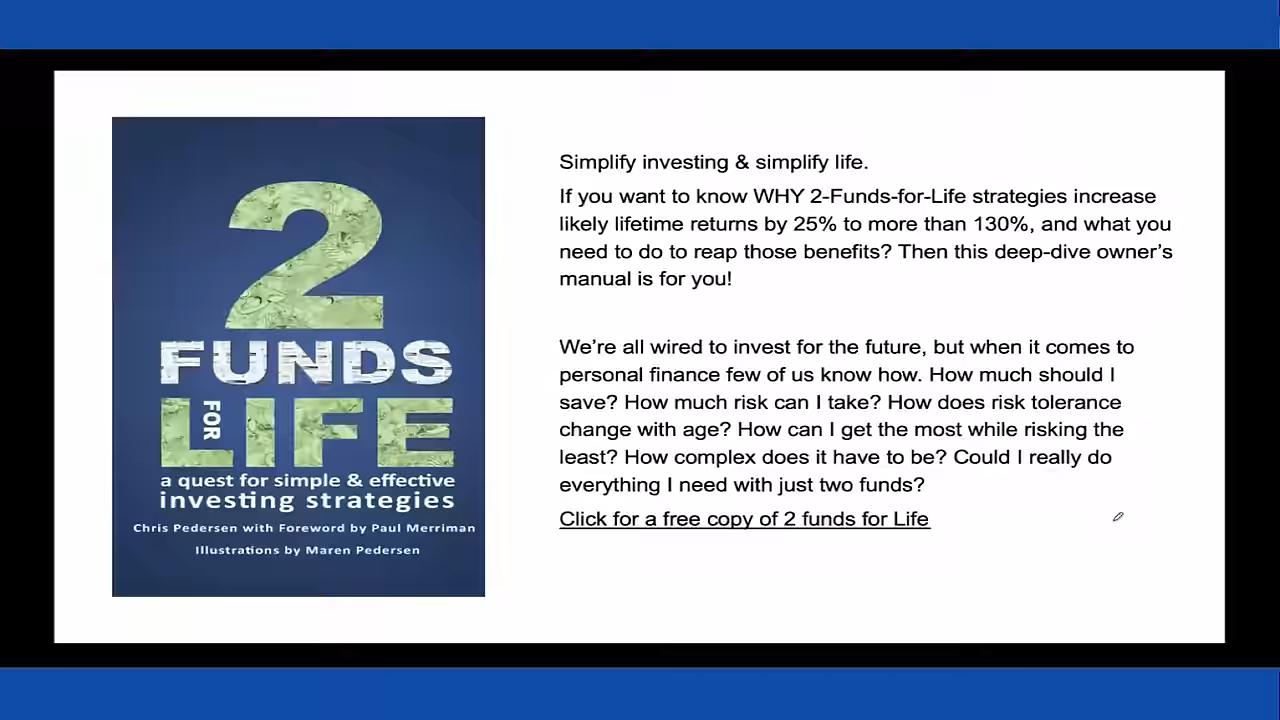 2
FUNDS
FOR
LIFE
a quest for simple & effective
investing strategies
Chris Pedersen with Foreword by Paul Merriman
Illustrations by Maren Pedersen
Simplify investing & simplify life.
If you want to know WHY 2-Funds-for-Life strategies increase
likely lifetime returns by 25% to more than 130%, and what you
need to do to reap those benefits? Then this deep-dive owner's
manual is for you!
We're all wired to invest for the future, but when it comes to
personal finance few of us know how. How much should I
save? How much risk can I take? How does risk tolerance
change with age? How can I get the most while risking the
least? How complex does it have to be? Could I really do
everything I need with just two funds?
Click for a free copy of 2 funds for Life